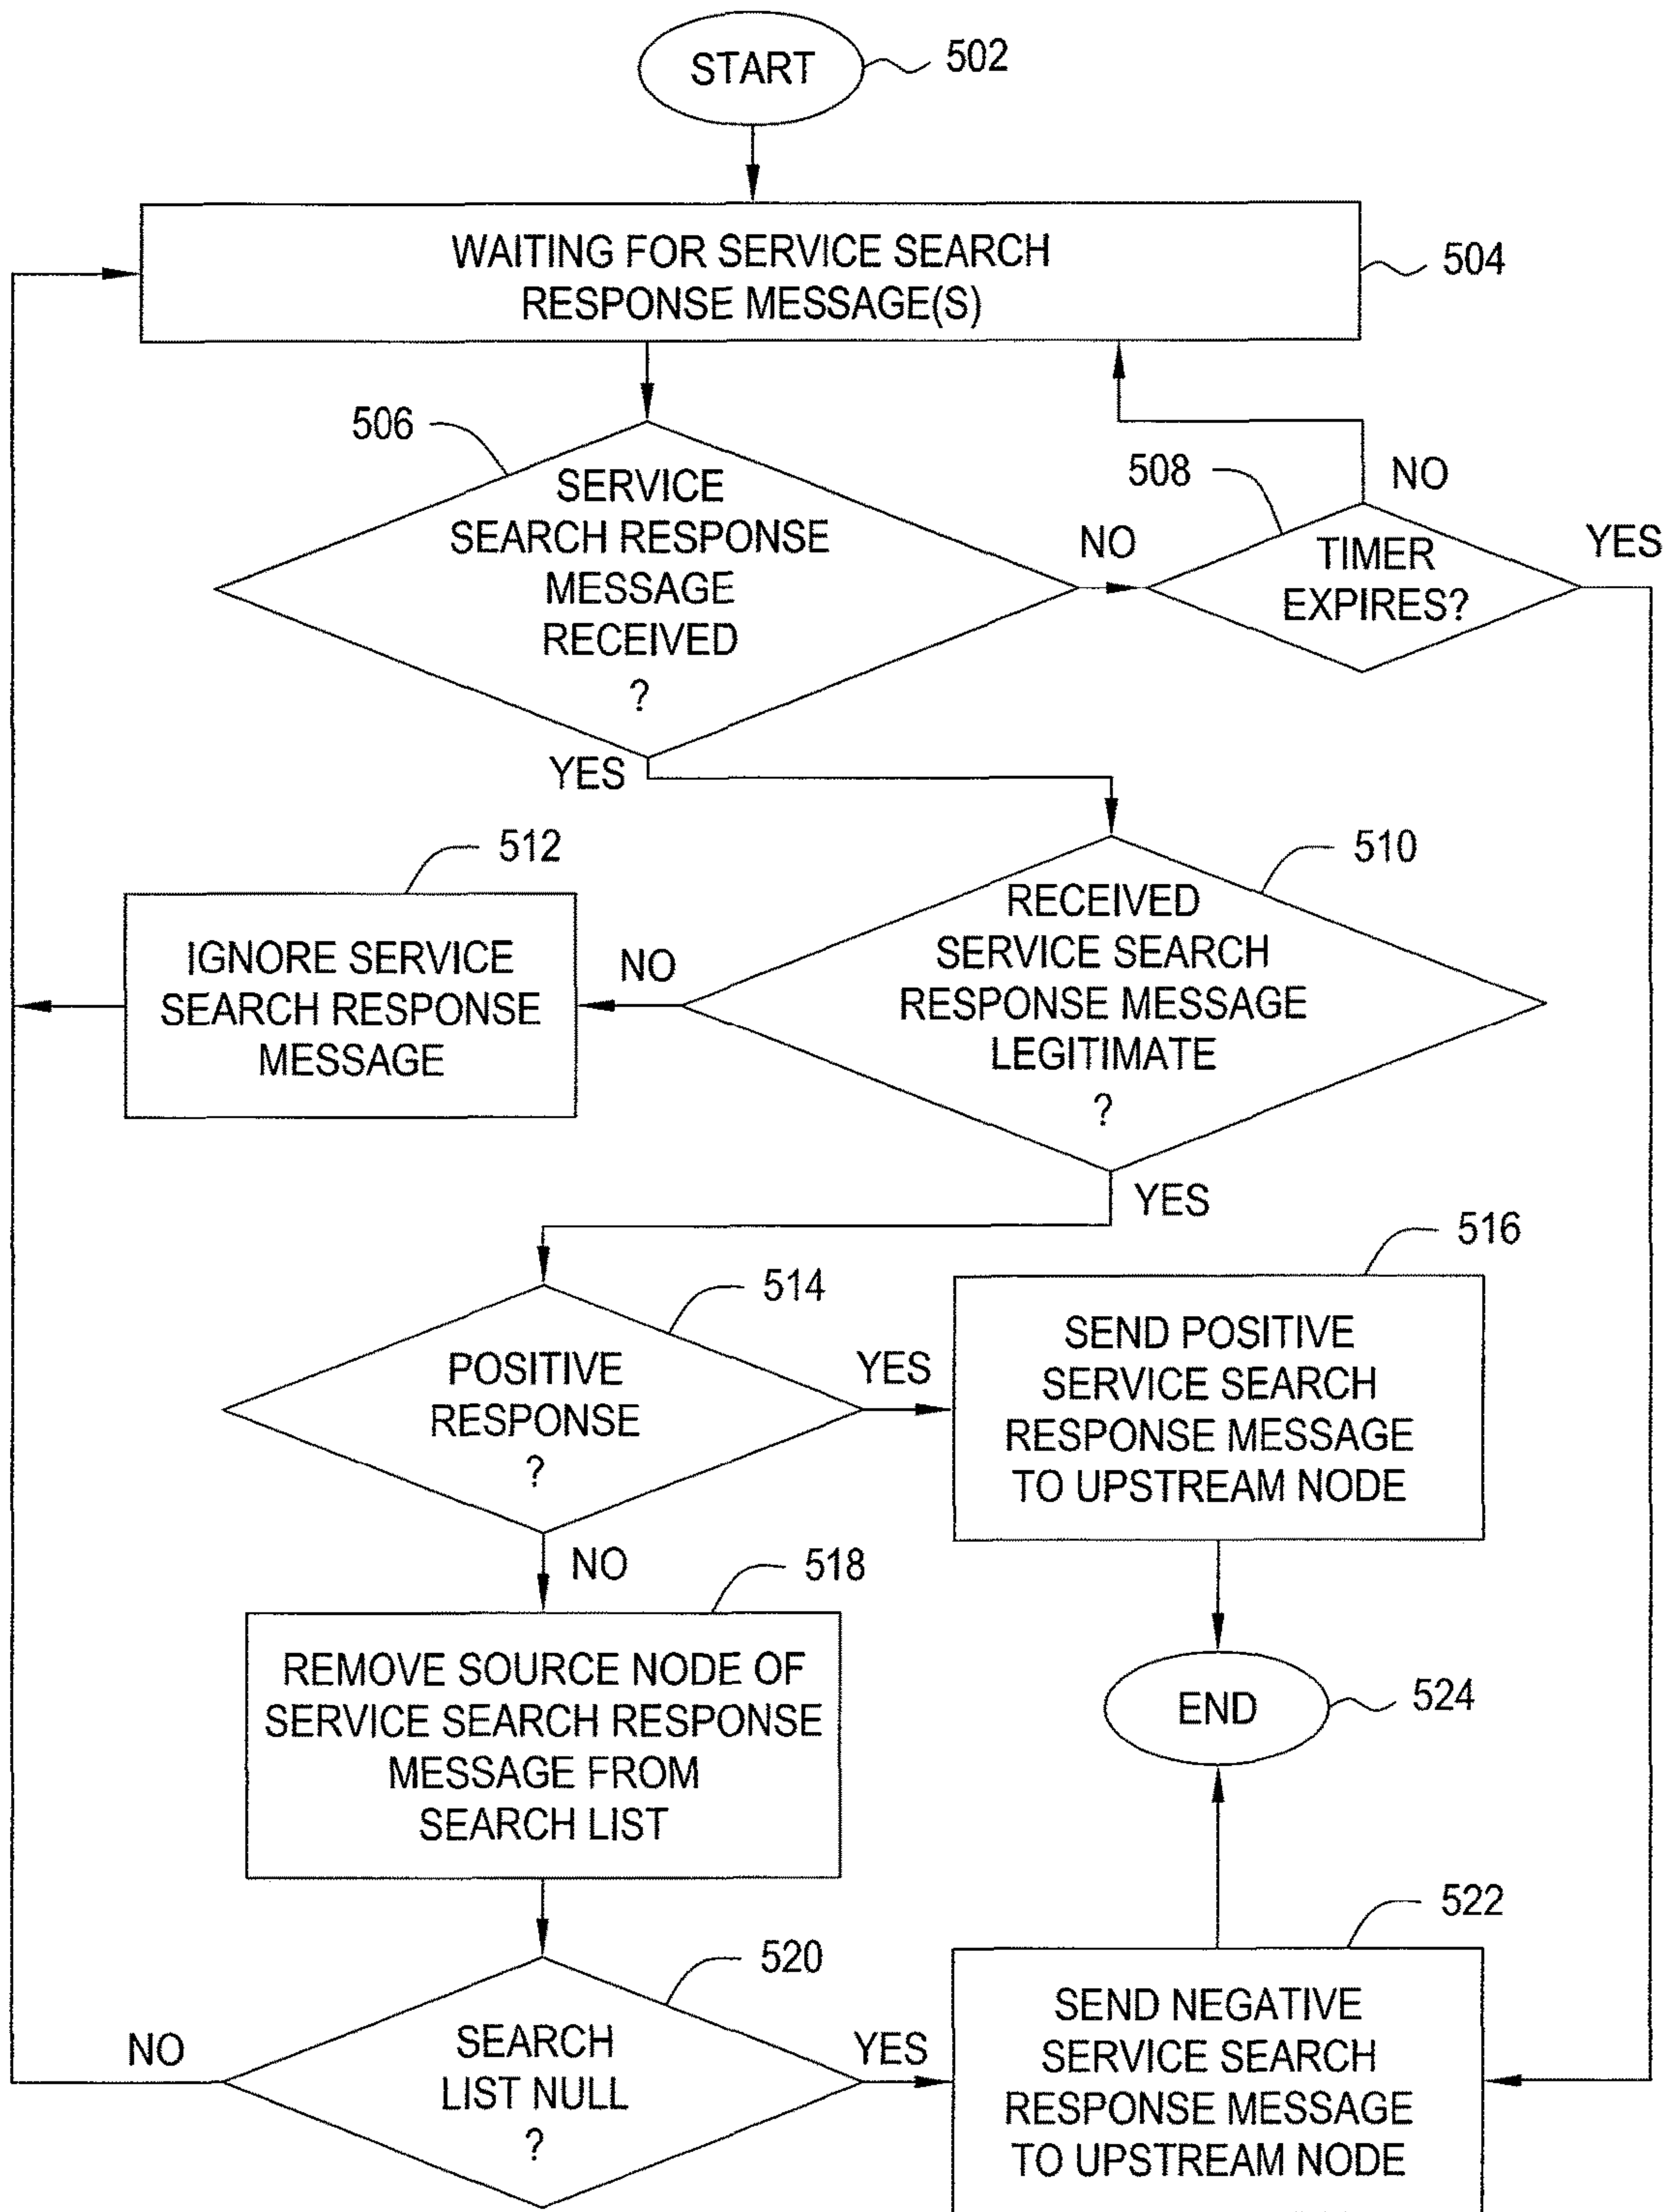 START
502
WAITING FOR SERVICE SEARCH
RESPONSE MESSAGE(S)
504
506
SERVICE
SEARCH RESPONSE
MESSAGE
RECEIVED
?
NO
508
TIMER
EXPIRES?
NO
YES
YES
512
IGNORE SERVICE
SEARCH RESPONSE
MESSAGE
NO
510
RECEIVED
SERVICE SEARCH
RESPONSE MESSAGE
LEGITIMATE
?
YES
514
POSITIVE
RESPONSE
?
YES
516
SEND POSITIVE
SERVICE SEARCH
RESPONSE MESSAGE
TO UPSTREAM NODE
NO
518
REMOVE SOURCE NODE OF
SERVICE SEARCH RESPONSE
MESSAGE FROM
SEARCH LIST
END
524
520
SEARCH
LIST NULL
?
NO
YES
522
SEND NEGATIVE
SERVICE SEARCH
RESPONSE MESSAGE
TO UPSTREAM NODE